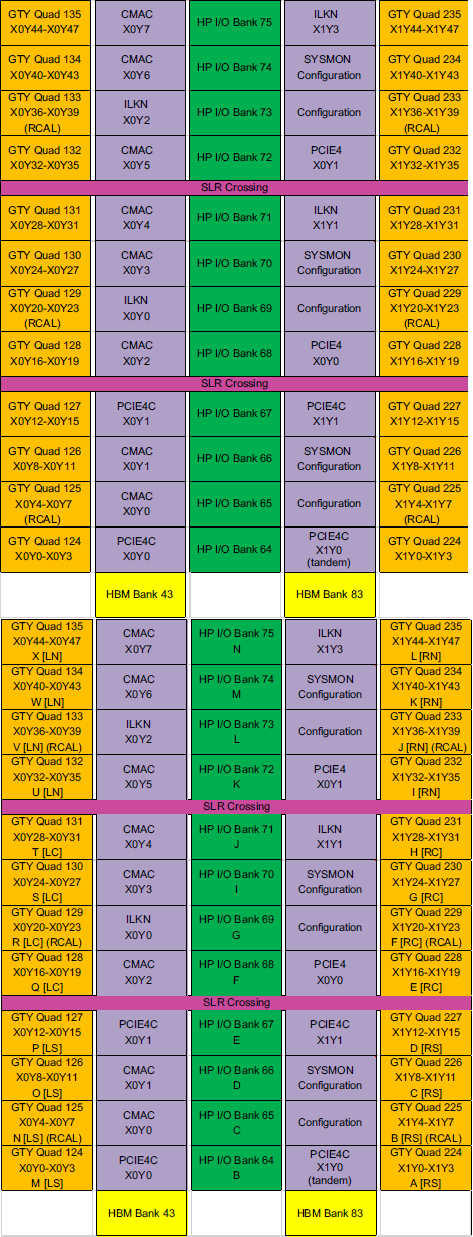 GTY Quad 135
X0Y44-X0Y47
CMAC
X0Y7
HP I/O Bank 75
ILKN
X1Y3
GTY Quad 235
X1Y44-X1Y47
GTY Quad 134
X0Y40-X0Y43
CMAC
X0Y6
HP I/O Bank 74
SYSMON
Configuration
GTY Quad 234
X1Y40-X1Y43
GTY Quad 133
X0Y36-X0Y39
(RCAL)
ILKN
X0Y2
HP I/O Bank 73
Configuration
GTY Quad 233
X1Y36-X1Y39
(RCAL)
GTY Quad 132
X0Y32-X0Y35
CMAC
X0Y5
HP I/O Bank 72
PCIE4
X0Y1
GTY Quad 232
X1Y32-X1Y35
SLR Crossing
GTY Quad 131
X0Y28-X0Y31
CMAC
X0Y4
HP I/O Bank 71
ILKN
X1Y1
GTY Quad 231
X1Y28-X1Y31
GTY Quad 130
X0Y24-X0Y27
CMAC
X0Y3
HP I/O Bank 70
SYSMON
Configuration
GTY Quad 230
X1Y24-X1Y27
GTY Quad 129
X0Y20-X0Y23
(RCAL)
ILKN
X0Y0
HP I/O Bank 69
Configuration
GTY Quad 229
X1Y20-X1Y23
(RCAL)
GTY Quad 128
X0Y16-X0Y19
CMAC
X0Y2
HP I/O Bank 68
PCIE4
X0Y0
GTY Quad 228
X1Y16-X1Y19
SLR Crossing
GTY Quad 127
X0Y12-X0Y15
PCIE4C
X0Y1
HP I/O Bank 67
PCIE4C
X1Y1
GTY Quad 227
X1Y12-X1Y15
GTY Quad 126
X0Y8-X0Y11
CMAC
X0Y1
HP I/O Bank 66
SYSMON
Configuration
GTY Quad 226
X1Y8-X1Y11
GTY Quad 125
X0Y4-X0Y7
(RCAL)
CMAC
X0Y0
HP I/O Bank 65
Configuration
GTY Quad 225
X1Y4-X1Y7
(RCAL)
GTY Quad 124
X0Y0-X0Y3
PCIE4C
X0Y0
HP I/O Bank 64
PCIE4C
X1Y0
(tandem)
GTY Quad 224
X1Y0-X1Y3
HBM Bank 43
HBM Bank 83
GTY Quad 135
X0Y44-X0Y47
X [LN]
CMAC
X0Y7
HP I/O Bank 75
N
ILKN
X1Y3
GTY Quad 235
X1Y44-X1Y47
L [RN]
GTY Quad 134
X0Y40-X0Y43
W [LN]
CMAC
X0Y6
HP I/O Bank 74
M
SYSMON
Configuration
GTY Quad 234
X1Y40-X1Y43
K [RN]
GTY Quad 133
X0Y36-X0Y39
V [LN] (RCAL)
ILKN
X0Y2
HP I/O Bank 73
L
Configuration
GTY Quad 233
X1Y36-X1Y39
J [RN] (RCAL)
GTY Quad 132
X0Y32-X0Y35
U [LN]
CMAC
X0Y5
HP I/O Bank 72
K
PCIE4
X0Y1
GTY Quad 232
X1Y32-X1Y35
I [RN]
SLR Crossing
GTY Quad 131
X0Y28-X0Y31
T [LC]
CMAC
X0Y4
HP I/O Bank 71
J
ILKN
X1Y1
GTY Quad 231
X1Y28-X1Y31
H [RC]
GTY Quad 130
X0Y24-X0Y27
S [LC]
CMAC
X0Y3
HP I/O Bank 70
I
SYSMON
Configuration
GTY Quad 230
X1Y24-X1Y27
G [RC]
GTY Quad 129
X0Y20-X0Y23
R [LC] (RCAL)
ILKN
X0Y0
HP I/O Bank 69
G
Configuration
GTY Quad 229
X1Y20-X1Y23
F [RC] (RCAL)
GTY Quad 128
X0Y16-X0Y19
Q [LC]
CMAC
X0Y2
HP I/O Bank 68
F
PCIE4
X0Y0
GTY Quad 228
X1Y16-X1Y19
E [RC]
SLR Crossing
GTY Quad 127
X0Y12-X0Y15
P [LS]
PCIE4C
X0Y1
HP I/O Bank 67
E
PCIE4C
X1Y1
GTY Quad 227
X1Y12-X1Y15
D [RS]
GTY Quad 126
X0Y8-X0Y11
O [LS]
CMAC
X0Y1
HP I/O Bank 66
D
SYSMON
Configuration
GTY Quad 226
X1Y8-X1Y11
C [RS]
GTY Quad 125
X0Y4-X0Y7
N [LS] (RCAL)
CMAC
X0Y0
HP I/O Bank 65
C
Configuration
GTY Quad 225
X1Y4-X1Y7
B [RS] (RCAL)
GTY Quad 124
X0Y0-X0Y3
M [LS]
PCIE4C
X0Y0
HP I/O Bank 64
B
PCIE4C
X1Y0
(tandem)
GTY Quad 224
X1Y0-X1Y3
A [RS]
HBM Bank 43
HBM Bank 83